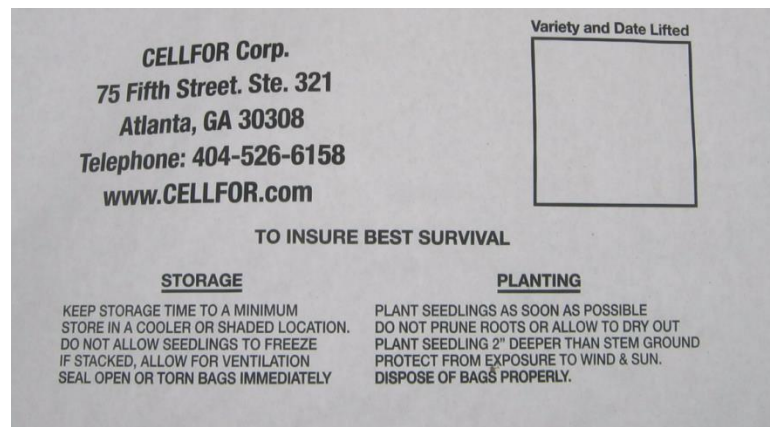 CELLFOR Corp.
75 Fifth Street. Ste. 321
Atlanta, GA 30308
Telephone: 404-526-6158
www.CELLFOR.com
Variety and Date Lifted
TO INSURE BEST SURVIVAL
STORAGE
KEEP STORAGE TIME TO A MINIMUM
STORE IN A COOLER OR SHADED LOCATION.
DO NOT ALLOW SEEDLINGS TO FREEZE
IF STACKED, ALLOW FOR VENTILATION
SEAL OPEN OR TORN BAGS IMMEDIATELY
PLANTING
PLANT SEEDLINGS AS SOON AS POSSIBLE
DO NOT PRUNE ROOTS OR ALLOW TO DRY OUT
PLANT SEEDLING 2" DEEPER THAN STEM GROUND
PROTECT FROM EXPOSURE TO WIND & SUN.
DISPOSE OF BAGS PROPERLY.